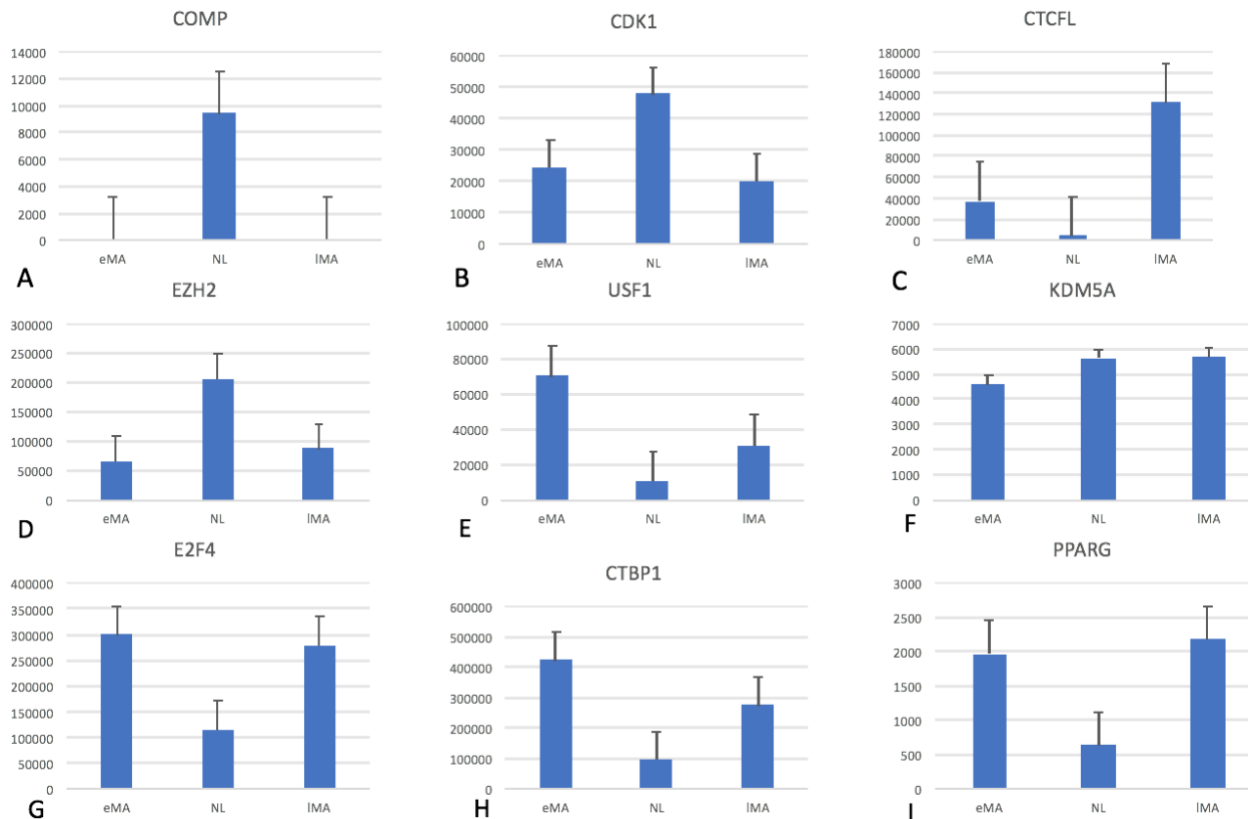 COMP
14000
12000
10000
8000
6000
4000
2000
0
eMA NL lMA
A
CDK1
60000
50000
40000
30000
20000
10000
0
eMA NL lMA
B
CTCFL
180000
160000
140000
120000
100000
80000
60000
40000
20000
0
eMA NL lMA
C
EZH2
300000
250000
200000
150000
100000
50000
0
eMA NL lMA
D
USF1
100000
80000
60000
40000
20000
0
eMA NL lMA
E
KDM5A
7000
6000
5000
4000
3000
2000
1000
0
eMA NL lMA
F
E2F4
400000
350000
300000
250000
200000
150000
100000
50000
0
eMA NL lMA
G
CTBP1
600000
500000
400000
300000
200000
100000
0
eMA NL lMA
H
PPARG
3000
2500
2000
1500
1000
500
0
eMA NL lMA
I